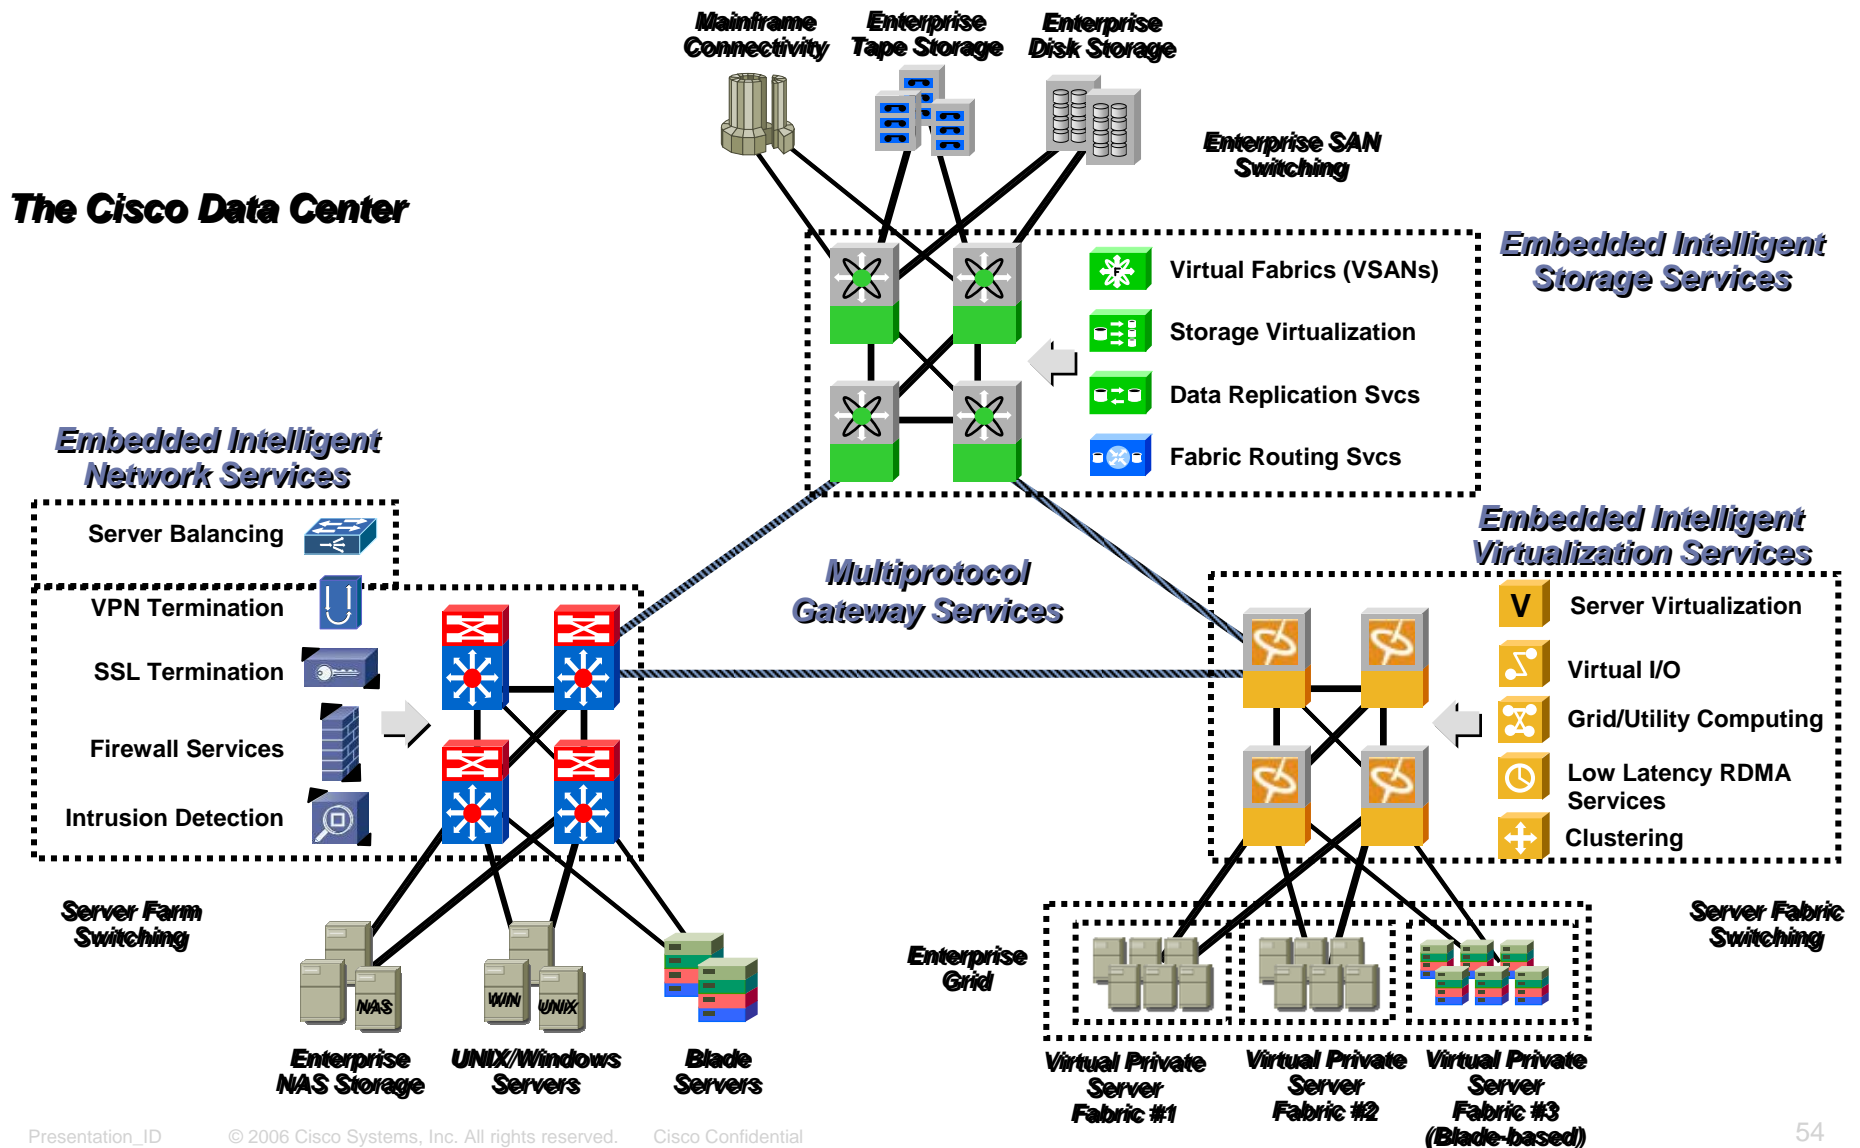 Mainframe
Connectivity
Enterprise
Tape Storage
Enterprise
Disk Storage
Enterprise SAN
Switching
The Cisco Data Center
Embedded Intelligent
Storage Services
Virtual Fabrics (VSANs)
F
Storage Virtualization
Data Replication Svcs
Fabric Routing Svcs
Embedded Intelligent
Network Services
Server Balancing
VPN Termination
SSL Termination
Firewall Services
Intrusion Detection
Multiprotocol
Gateway Services
Embedded Intelligent
Virtualization Services
V
Server Virtualization
Virtual I/O
Grid/Utility Computing
Low Latency RDMA
Services
Clustering
Server Farm
Switching
Server Fabric
Switching
Enterprise
Grid
NAS
WIN
UNIX
Enterprise
NAS Storage
UNIX/Windows
Servers
Blade
Servers
Virtual Private
Server
Fabric #1
Virtual Private
Server
Fabric #2
Virtual Private
Server
Fabric #3
(Blade-based)
Presentation_ID
© 2006 Cisco Systems, Inc. All rights reserved.
Cisco Confidential
54